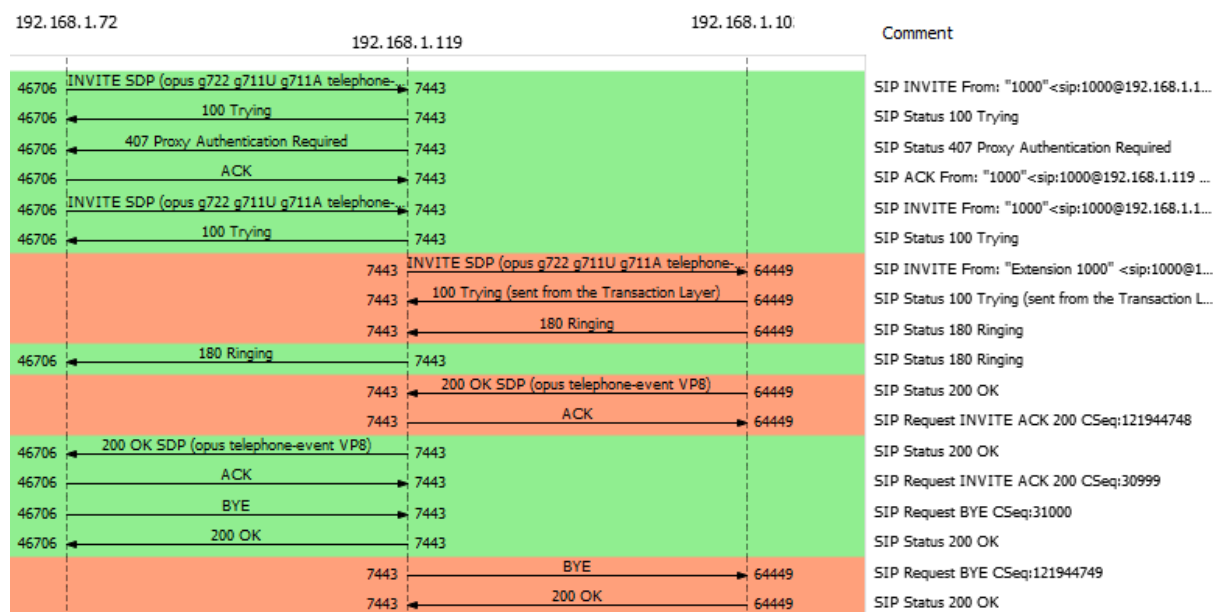 192.168.1.72
192.168.1.119
192.168.1.10
Comment
46706 INVITE SDP (opus g722 g711U g711A telephone-... 7443 SIP INVITE From: "1000"<sip:1000@192.168.1.1...
46706 100 Trying 7443 SIP Status 100 Trying
46706 407 Proxy Authentication Required 7443 SIP Status 407 Proxy Authentication Required
46706 ACK 7443 SIP ACK From: "1000"<sip:1000@192.168.1.119 ...
46706 INVITE SDP (opus g722 g711U g711A telephone-... 7443 SIP INVITE From: "1000"<sip:1000@192.168.1.1...
46706 100 Trying 7443 SIP Status 100 Trying
7443 INVITE SDP (opus g722 g711U g711A telephone-... 64449 SIP INVITE From: "Extension 1000" <sip:1000@1...
7443 100 Trying (sent from the Transaction Layer) 64449 SIP Status 100 Trying (sent from the Transaction L...
7443 180 Ringing 64449 SIP Status 180 Ringing
46706 180 Ringing 7443 SIP Status 180 Ringing
7443 200 OK SDP (opus telephone-event VP8) 64449 SIP Status 200 OK
7443 ACK 64449 SIP Request INVITE ACK 200 CSeq:121944748
46706 200 OK SDP (opus telephone-event VP8) 7443 SIP Status 200 OK
46706 ACK 7443 SIP Request INVITE ACK 200 CSeq:30999
46706 BYE 7443 SIP Request BYE CSeq:31000
46706 200 OK 7443 SIP Status 200 OK
7443 BYE 64449 SIP Request BYE CSeq:121944749
7443 200 OK 64449 SIP Status 200 OK